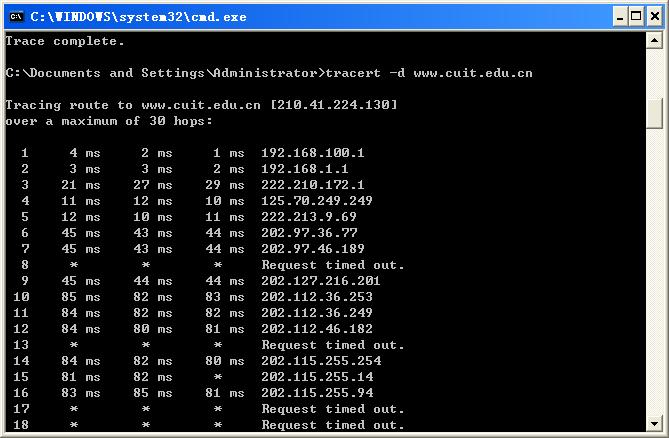 C:\WINDOWS\system32\cmd.exe
Trace complete.
C:\Documents and Settings\Administrator>tracert -d www.cuit.edu.cn
Tracing route to www.cuit.edu.cn [210.41.224.130]
over a maximum of 30 hops:
1 4 ms 2 ms 1 ms 192.168.100.1
2 3 ms 3 ms 2 ms 192.168.1.1
3 21 ms 27 ms 29 ms 222.210.172.1
4 11 ms 12 ms 10 ms 125.70.249.249
5 12 ms 10 ms 11 ms 222.213.9.69
6 45 ms 43 ms 44 ms 202.97.36.77
7 45 ms 43 ms 44 ms 202.97.46.189
8 * * * Request timed out.
9 45 ms 44 ms 44 ms 202.127.216.201
10 85 ms 82 ms 83 ms 202.112.36.253
11 84 ms 82 ms 82 ms 202.112.36.249
12 84 ms 80 ms 81 ms 202.112.46.182
13 * * * Request timed out.
14 84 ms 82 ms 80 ms 202.115.255.254
15 81 ms 82 ms * 202.115.255.14
16 83 ms 85 ms 81 ms 202.115.255.94
17 * * * Request timed out.
18 * * * Request timed out.